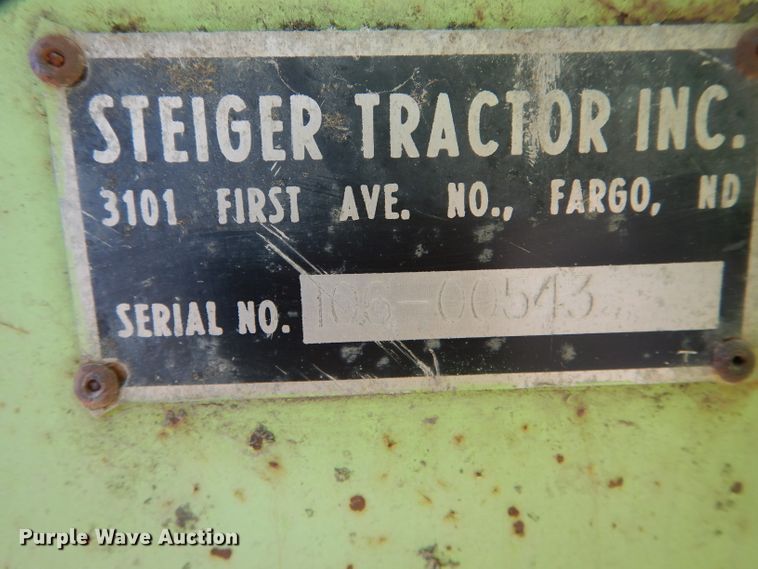 STEIGER TRACTOR INC.
3101 FIRST AVE. NO., FARGO, ND
SERIAL NO. 106-00543
Purple Wave Auction